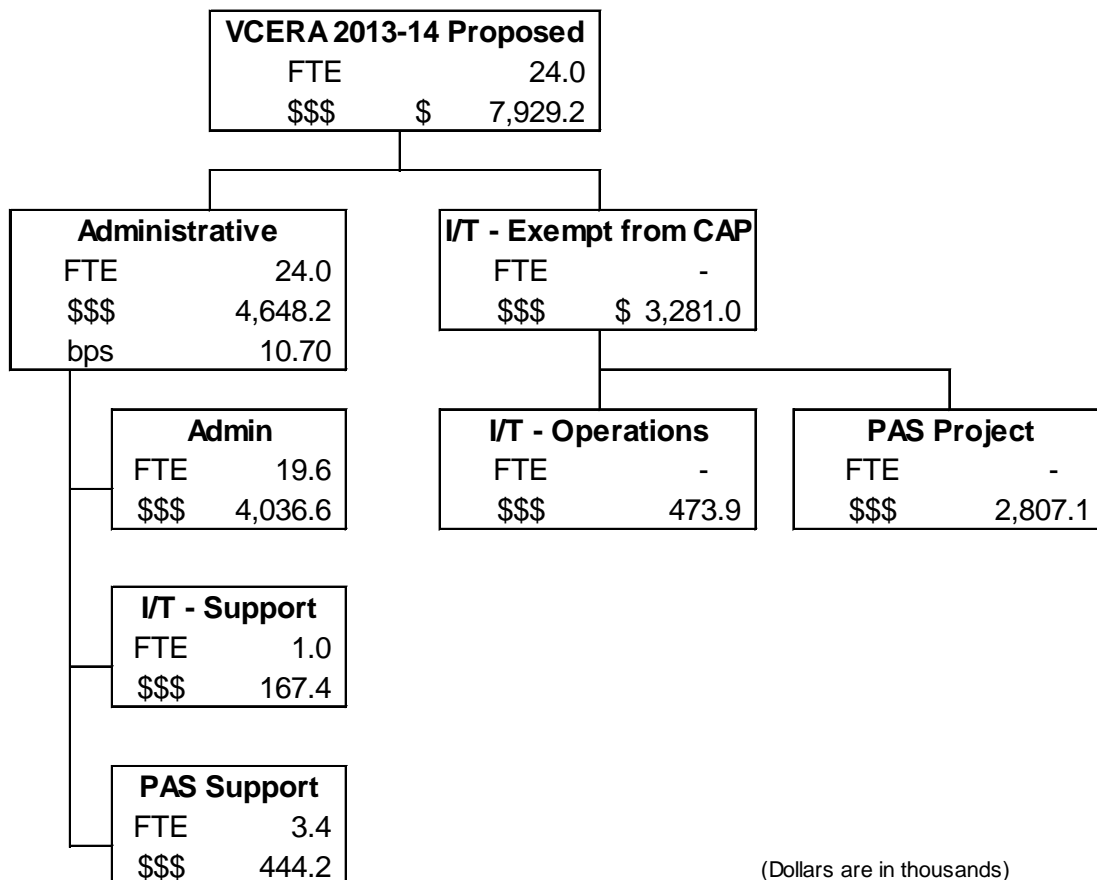 VCERA 2013-14 Proposed
FTE 24.0
$$$ $ 7,929.2
Administrative
FTE 24.0
$$$ 4,648.2
bps 10.70
I/T - Exempt from CAP
FTE -
$$$ $ 3,281.0
Admin
FTE 19.6
$$$ 4,036.6
I/T - Operations
FTE -
$$$ 473.9
PAS Project
FTE -
$$$ 2,807.1
I/T - Support
FTE 1.0
$$$ 167.4
PAS Support
FTE 3.4
$$$ 444.2
(Dollars are in thousands)